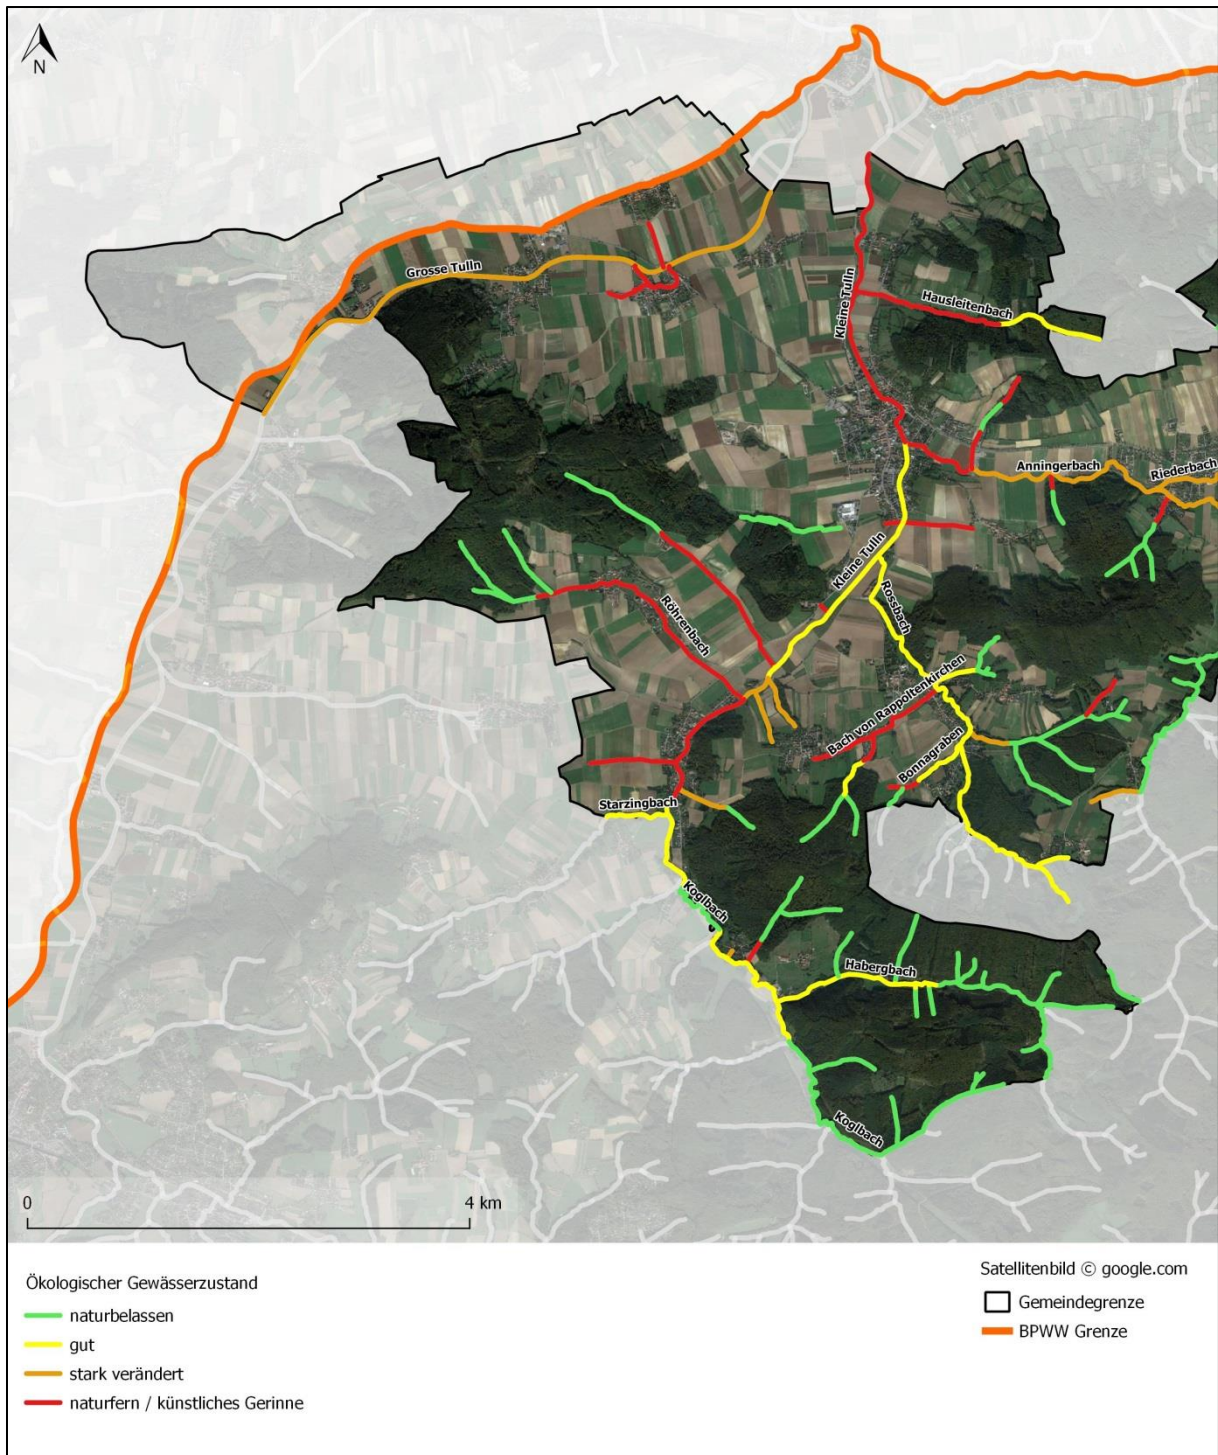 N
Grosse Tulln
Kleine Tulln
Hausleitenbach
Anningerbach
Riederbach
Kleine Tulln
Rossbach
Röhrenbach
Bach von Rappoltenkirchen
Bonnagraben
Starzingbach
Koglbach
Habergbach
Koglbach
0 4 km
Ökologischer Gewässerzustand
naturbelassen
gut
stark verändert
naturfern / künstliches Gerinne
Satellitenbild © google.com
Gemeindegrenze
BPWW Grenze